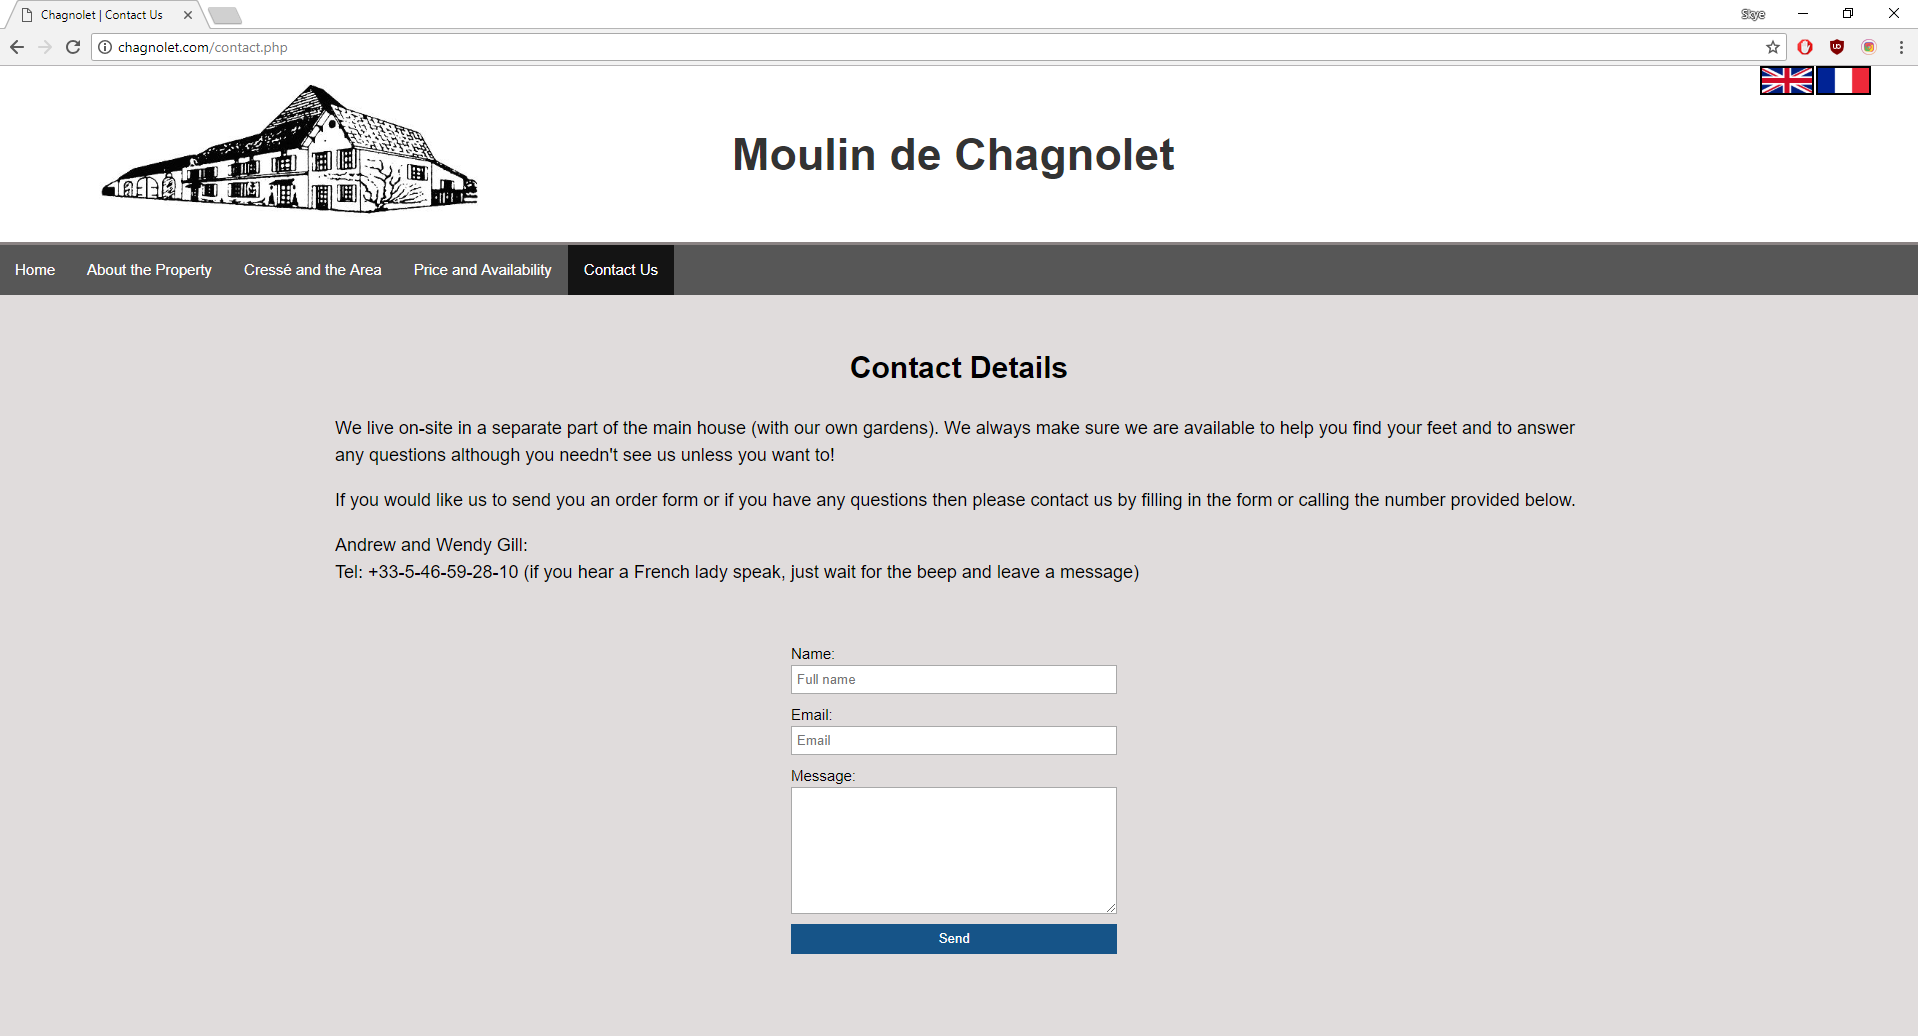 Chagnolet | Contact Us
Skye
chagnolet.com/contact.php
Moulin de Chagnolet
Home About the Property Cressé and the Area Price and Availability Contact Us
Contact Details
We live on-site in a separate part of the main house (with our own gardens). We always make sure we are available to help you find your feet and to answer
any questions although you needn't see us unless you want to!
If you would like us to send you an order form or if you have any questions then please contact us by filling in the form or calling the number provided below.
Andrew and Wendy Gill:
Tel: +33-5-46-59-28-10 (if you hear a French lady speak, just wait for the beep and leave a message)
Name:
Full name
Email:
Email
Message:
Send